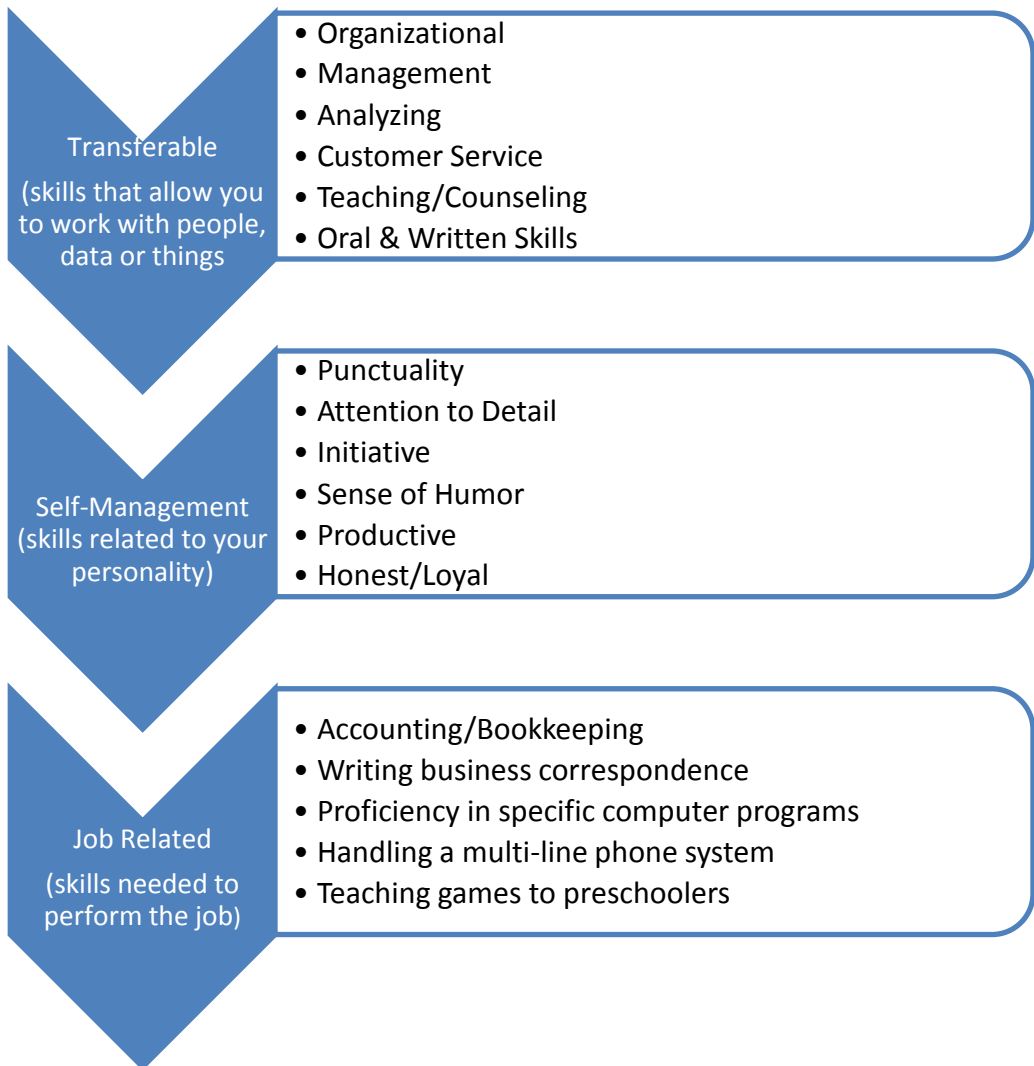 Transferable
(skills that allow you
to work with people,
data or things
• Organizational
• Management
• Analyzing
• Customer Service
• Teaching/Counseling
• Oral & Written Skills
Self-Management
(skills related to your
personality)
• Punctuality
• Attention to Detail
• Initiative
• Sense of Humor
• Productive
• Honest/Loyal
Job Related
(skills needed to
perform the job)
• Accounting/Bookkeeping
• Writing business correspondence
• Proficiency in specific computer programs
• Handling a multi-line phone system
• Teaching games to preschoolers